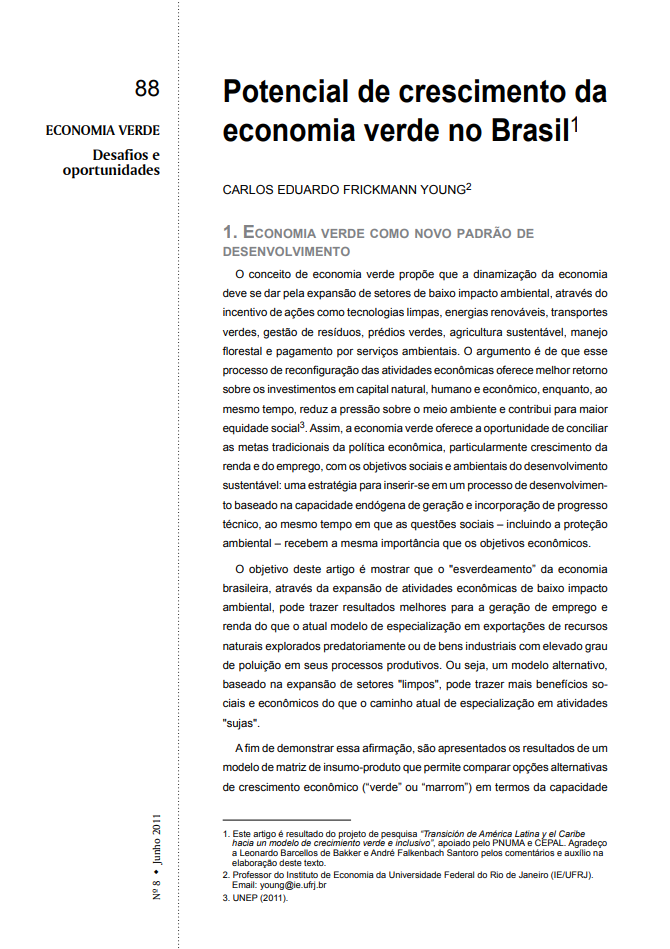 88
ECONOMIA VERDE
Desafios e
oportunidades
Potencial de crescimento da
economia verde no Brasil1
CARLOS EDUARDO FRICKMANN YOUNG2
1. ECONOMIA VERDE COMO NOVO PADRÃO DE
DESENVOLVIMENTO
O conceito de economia verde propõe que a dinamização da economia
deve se dar pela expansão de setores de baixo impacto ambiental, através do
incentivo de ações como tecnologias limpas, energias renováveis, transportes
verdes, gestão de resíduos, prédios verdes, agricultura sustentável, manejo
florestal e pagamento por serviços ambientais. O argumento é de que esse
processo de reconfiguração das atividades econômicas oferece melhor retorno
sobre os investimentos em capital natural, humano e econômico, enquanto, ao
mesmo tempo, reduz a pressão sobre o meio ambiente e contribui para maior
equidade social3. Assim, a economia verde oferece a oportunidade de conciliar
as metas tradicionais da política econômica, particularmente crescimento da
renda e do emprego, com os objetivos sociais e ambientais do desenvolvimento
sustentável: uma estratégia para inserir-se em um processo de desenvolvimen-
to baseado na capacidade endógena de geração e incorporação de progresso
técnico, ao mesmo tempo em que as questões sociais – incluindo a proteção
ambiental – recebem a mesma importância que os objetivos econômicos.
O objetivo deste artigo é mostrar que o "esverdeamento” da economia
brasileira, através da expansão de atividades econômicas de baixo impacto
ambiental, pode trazer resultados melhores para a geração de emprego e
renda do que o atual modelo de especialização em exportações de recursos
naturais explorados predatoriamente ou de bens industriais com elevado grau
de poluição em seus processos produtivos. Ou seja, um modelo alternativo,
baseado na expansão de setores "limpos", pode trazer mais benefícios so-
ciais e econômicos do que o caminho atual de especialização em atividades
"sujas".
A fim de demonstrar essa afirmação, são apresentados os resultados de um
modelo de matriz de insumo-produto que permite comparar opções alternativas
de crescimento econômico (“verde” ou “marrom”) em termos da capacidade
1. Este artigo é resultado do projeto de pesquisa “Transición de América Latina y el Caribe
hacia un modelo de crecimiento verde e inclusivo”, apoiado pelo PNUMA e CEPAL. Agradeço
a Leonardo Barcellos de Bakker e André Falkenbach Santoro pelos comentários e auxílio na
elaboração deste texto.
2. Professor do Instituto de Economia da Universidade Federal do Rio de Janeiro (IE/UFRJ).
Email: young@ie.ufrj.br
3. UNEP (2011).
Nº 8 • Junho 2011